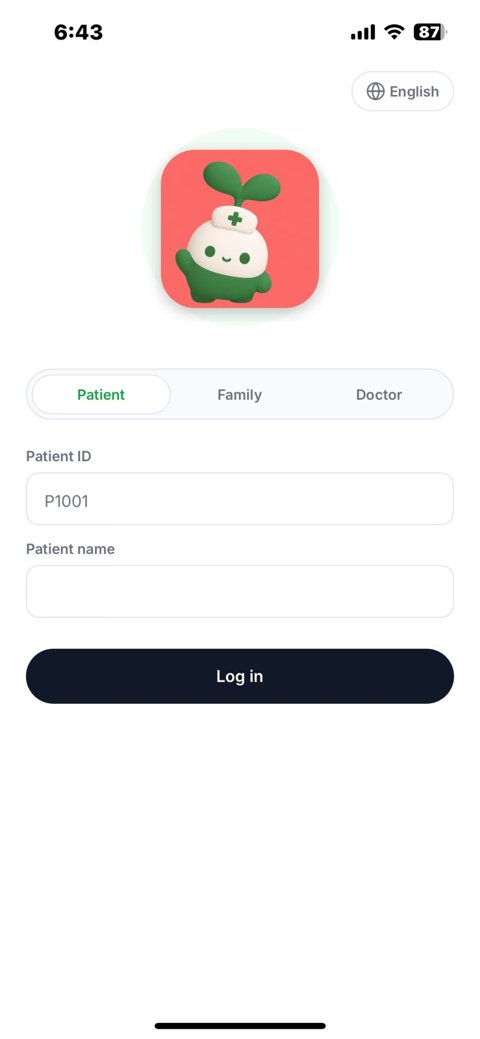 6:43
87
English
Patient
Family
Doctor
Patient ID
P1001
Patient name
Log in